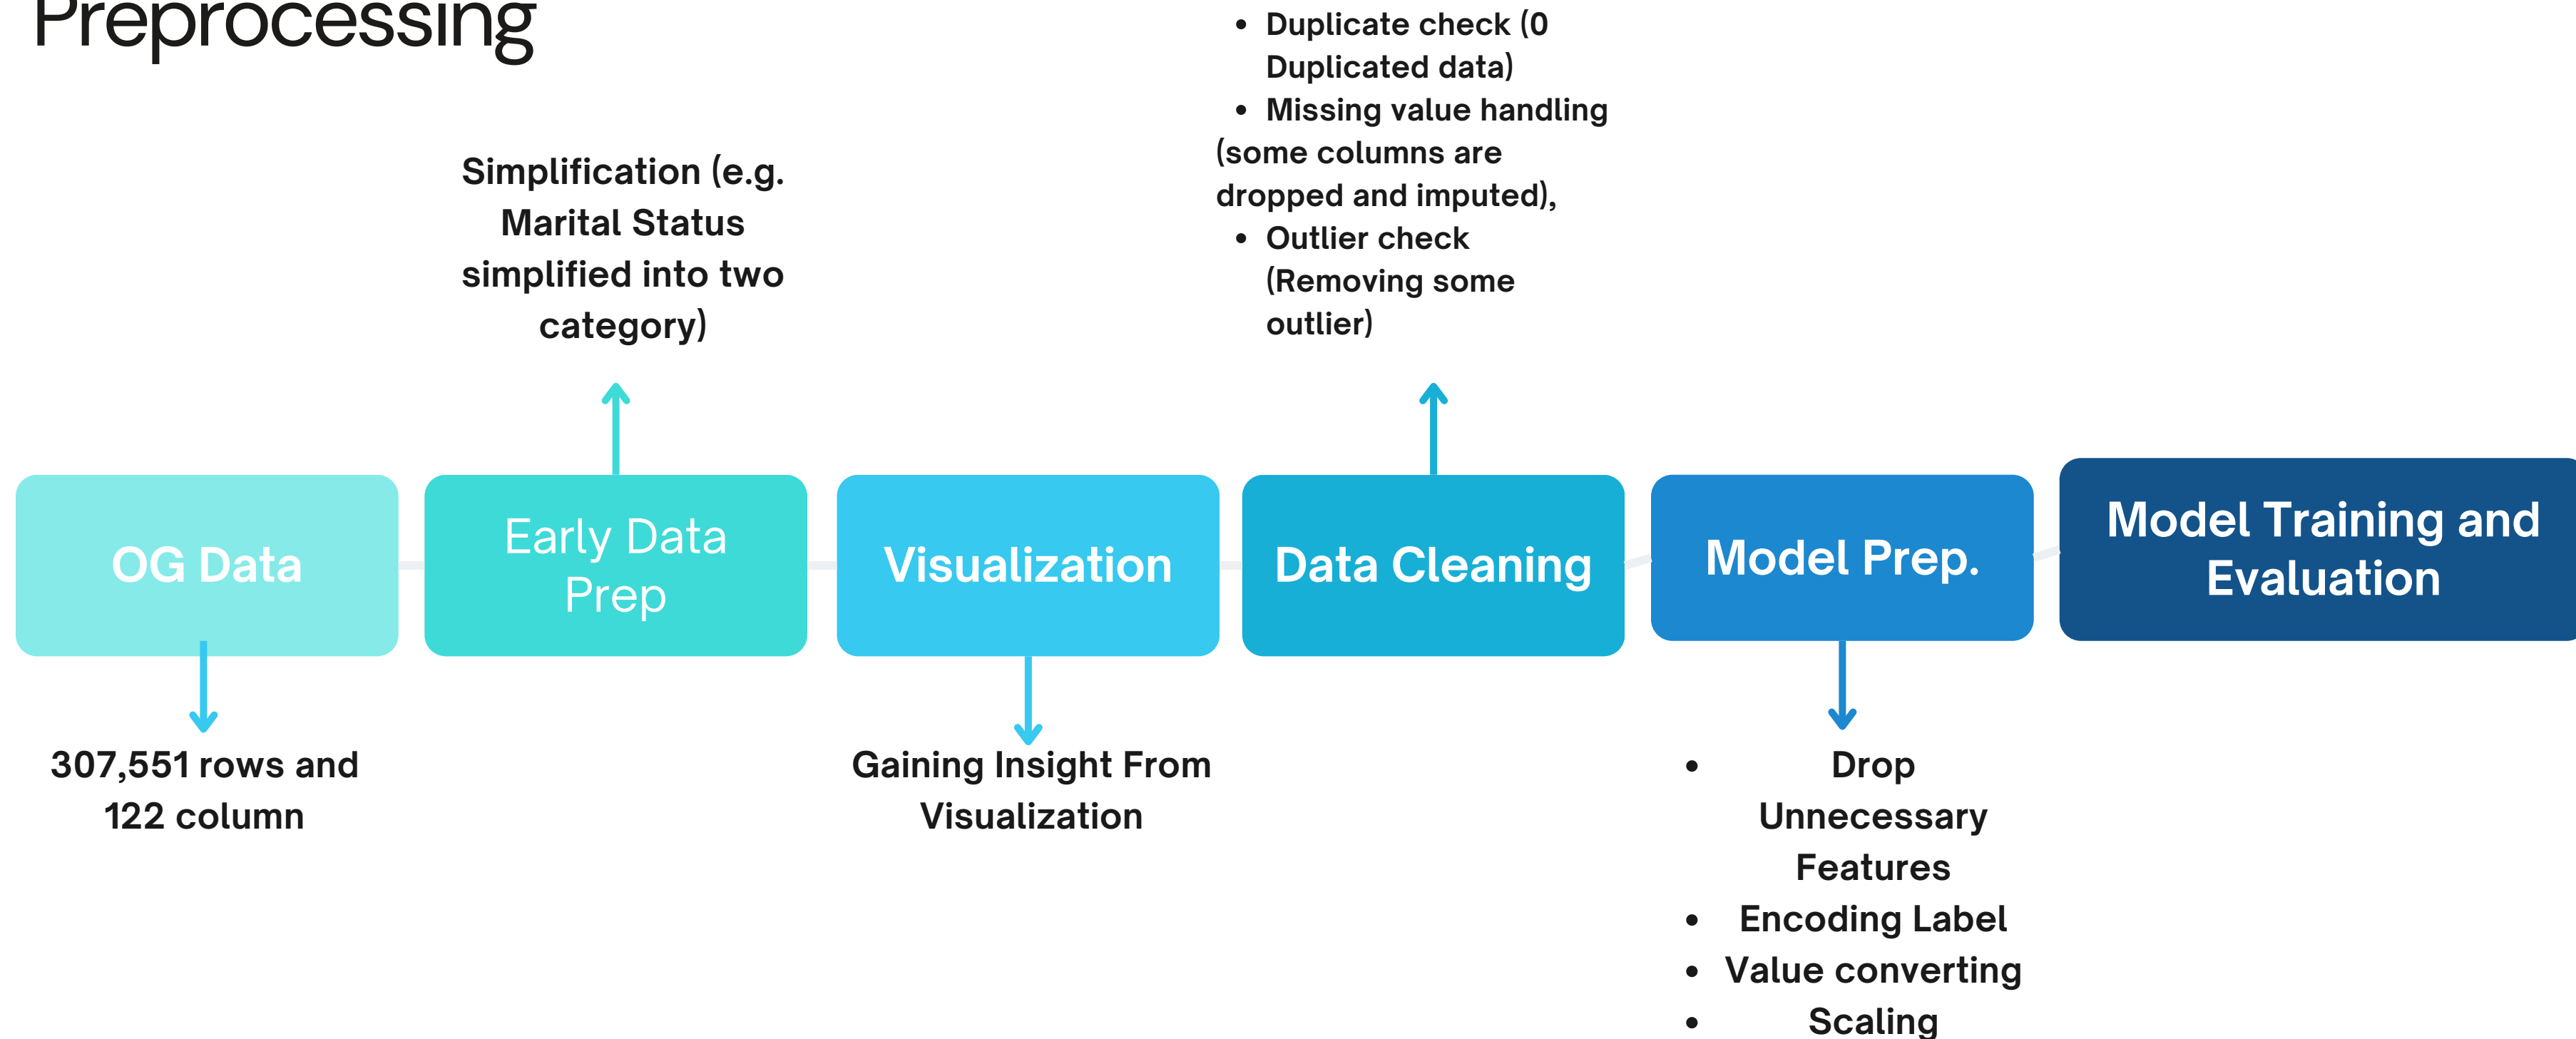 Preprocessing
Duplicate check (0
Duplicated data)
Missing value handling
(some columns are
dropped and imputed),
Outlier check
(Removing some
outlier)
Simplification (e.g.
Marital Status
simplified into two
category)
OG Data
Early Data
Prep
Visualization
Data Cleaning
Model Prep.
Model Training and
Evaluation
307,551 rows and
122 column
Gaining Insight From
Visualization
Drop
Unnecessary
Features
Encoding Label
Value converting
Scaling